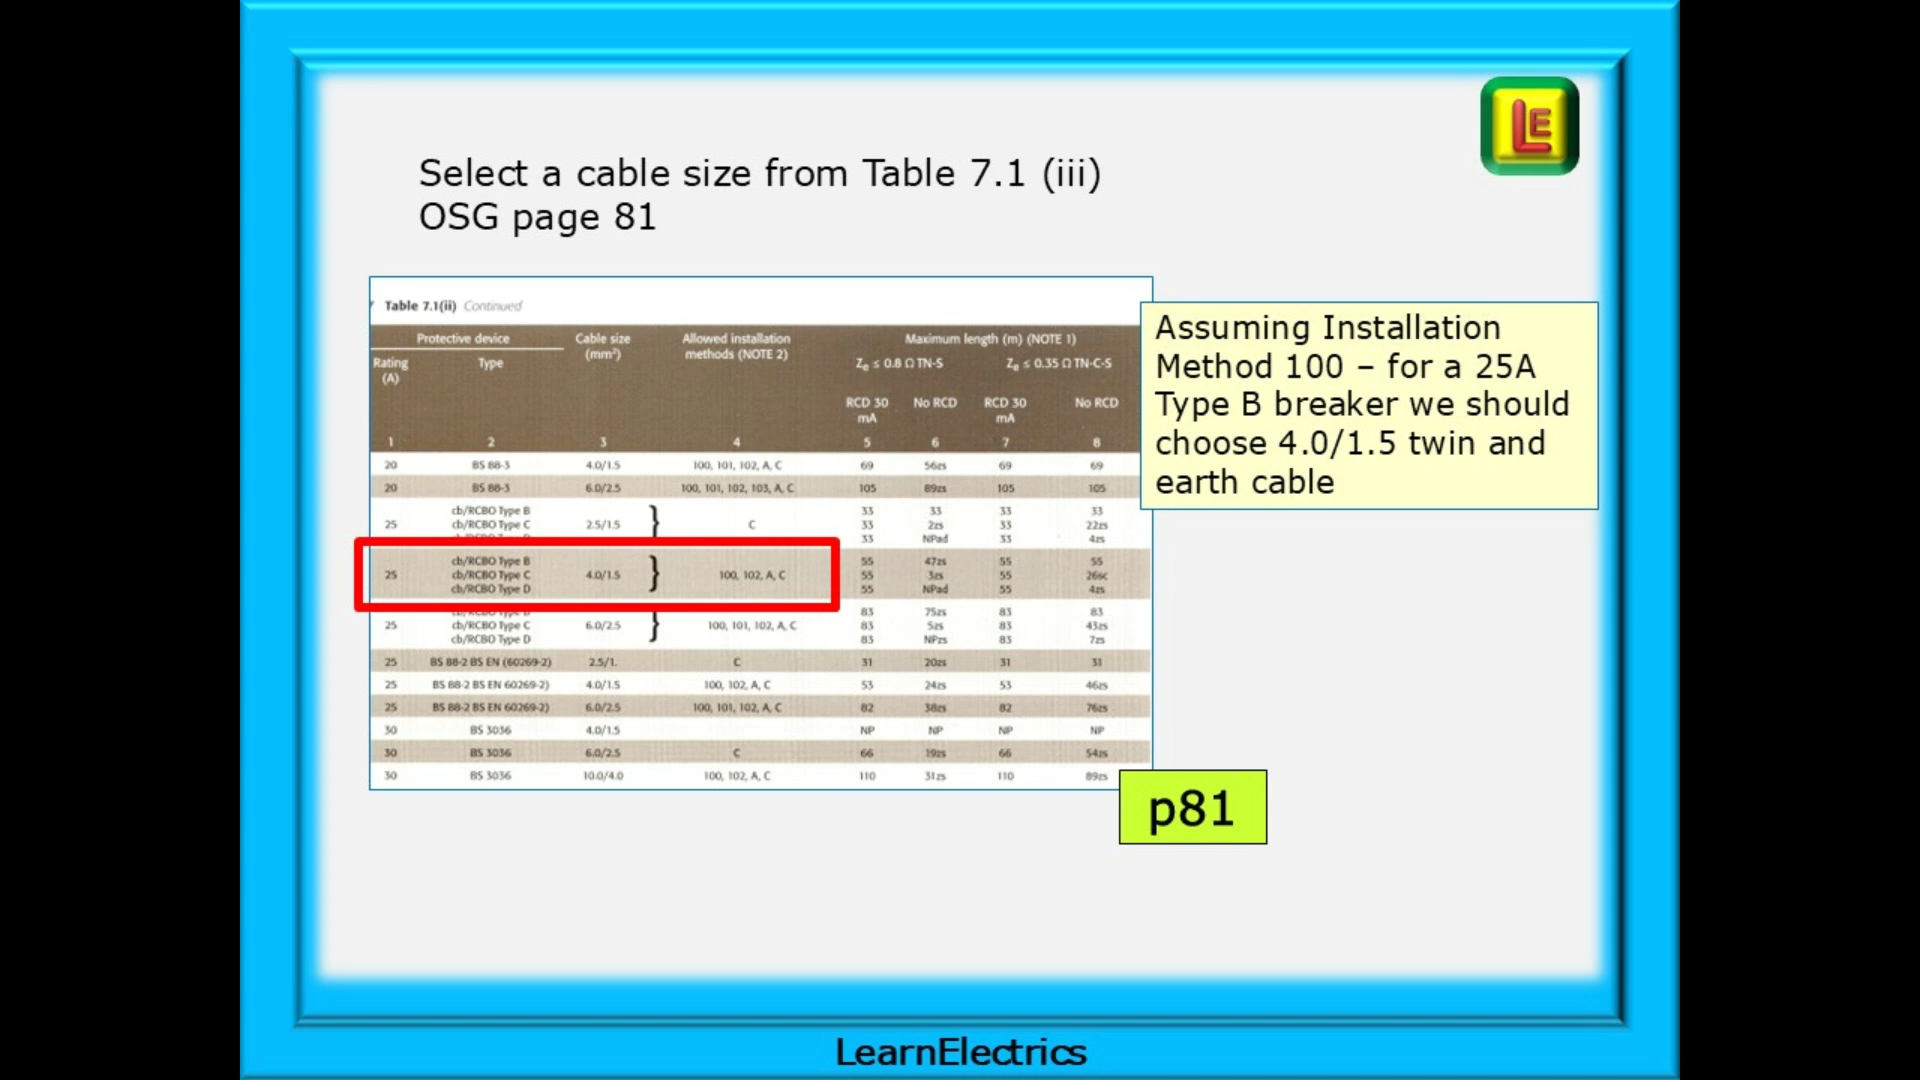 LE
Select a cable size from Table 7.1 (iii)
OSG page 81
Table 7.1(ii) Continued
Protective device Cable size (mm²) Allowed installation methods (NOTE 2) Maximum length (m) (NOTE 1)
Rating (A) Type Ze ≤ 0.8 Ω TN-S Ze ≤ 0.35 Ω TN-C-S
RCD 30 mA No RCD RCD 30 mA No RCD
1 2 3 4 5 6 7 8
20 BS 88-3 4.0/1.5 100, 101, 102, A, C 69 56zs 69 69
20 BS 88-3 6.0/2.5 100, 101, 102, 103, A, C 105 89zs 105 105
cb/RCBO Type B 33 33 33 33
25 cb/RCBO Type C 2.5/1.5 } C 33 2zs 33 22zs
33 NPad 33 4zs
cb/RCBO Type B 55 47zs 55 55
25 cb/RCBO Type C 4.0/1.5 } 100, 102, A, C 55 3zs 55 26sc
cb/RCBO Type D 55 NPad 55 4zs
83 75zs 83 83
25 cb/RCBO Type C 6.0/2.5 } 100, 101, 102, A, C 83 5zs 83 43zs
cb/RCBO Type D 83 NPzs 83 7zs
25 BS 88-2 BS EN (60269-2) 2.5/1. C 31 20zs 31 31
25 BS 88-2 BS EN 60269-2) 4.0/1.5 100, 102, A, C 53 24zs 53 46zs
25 BS 88-2 BS EN 60269-2) 6.0/2.5 100, 101, 102, A, C 82 38zs 82 76zs
30 BS 3036 4.0/1.5 NP NP NP NP
30 BS 3036 6.0/2.5 C 66 19zs 66 54zs
30 BS 3036 10.0/4.0 100, 102, A, C 110 31zs 110 89zs
Assuming Installation
Method 100 – for a 25A
Type B breaker we should
choose 4.0/1.5 twin and
earth cable
p81
LearnElectrics